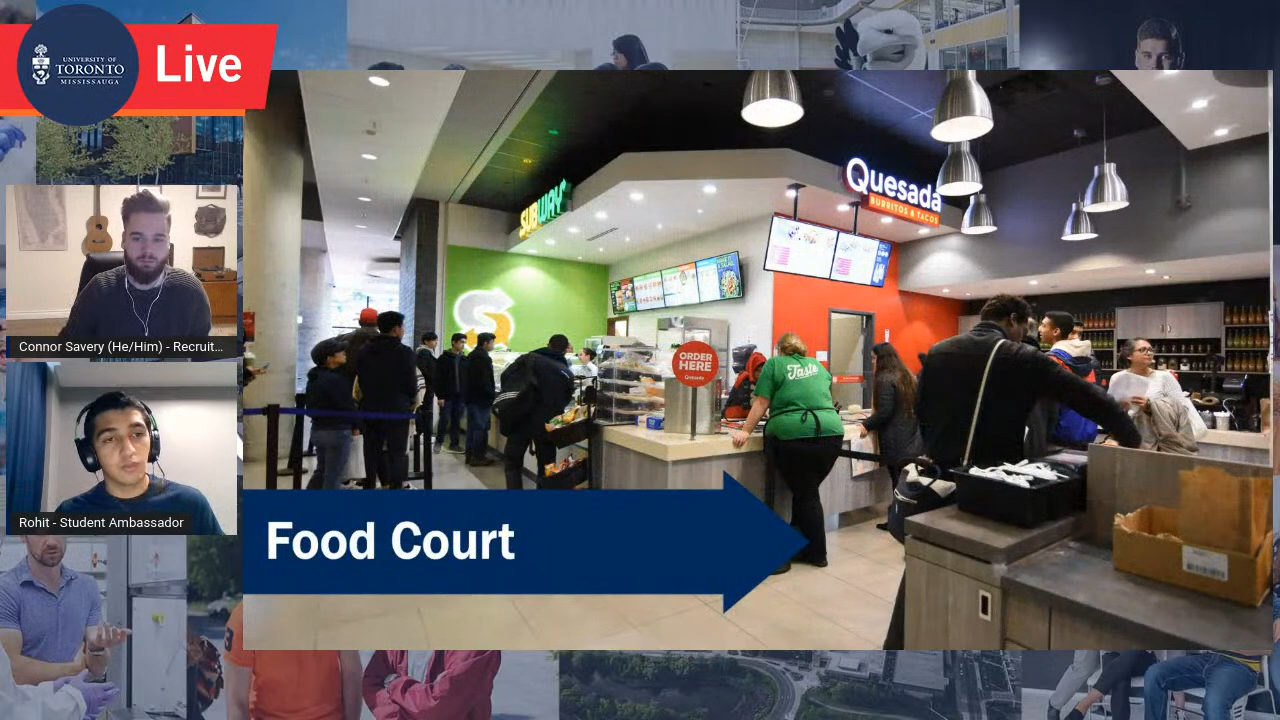 UNIVERSITY OF
TORONTO
MISSISSAUGA
Live
SUBWAY
Quesada
BURRITOS & TACOS
ORDER
HERE
Quesada
Taste
Connor Savery (He/Him) - Recruit...
Rohit - Student Ambassador
Food Court